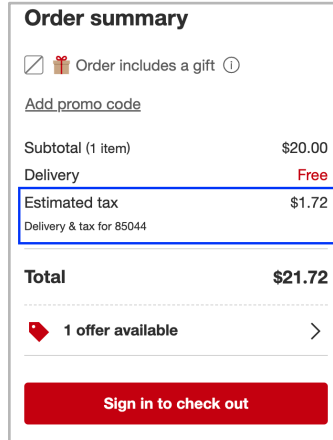 Order summary
Order includes a gift
Add promo code
Subtotal (1 item) $20.00
Delivery Free
Estimated tax $1.72
Delivery & tax for 85044
Total $21.72
1 offer available
Sign in to check out